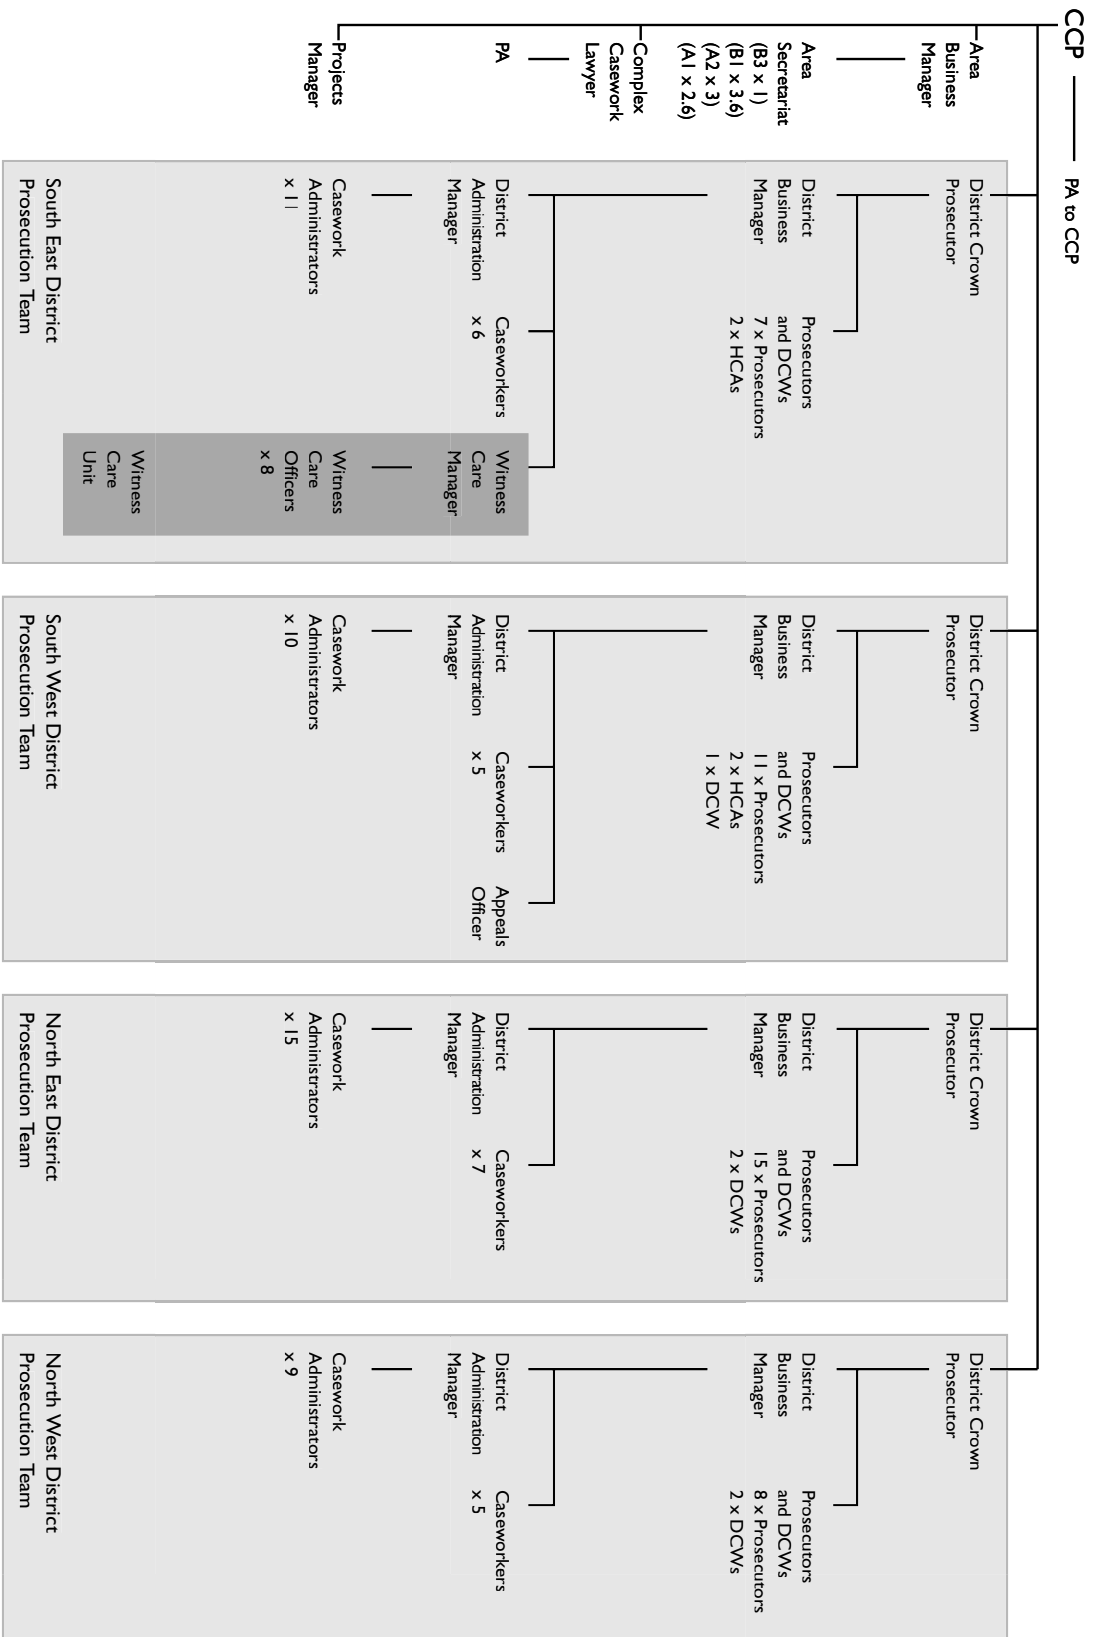 CCP
PA to CCP
Area
Business
Manager
Area
Secretariat
(B3 x 1)
(B1 x 3.6)
(A2 x 3)
(A1 x 2.6)
Complex
Casework
Lawyer
PA
Projects
Manager
District Crown
Prosecutor
District
Business
Manager
Prosecutors
and DCWs
7 x Prosecutors
2 x HCAs
District
Administration
Manager
Caseworkers
x 6
Witness
Care
Manager
Casework
Administrators
x 11
Witness
Care
Officers
x 8
Witness
Care
Unit
South East District
Prosecution Team
District Crown
Prosecutor
District
Business
Manager
Prosecutors
and DCWs
11 x Prosecutors
2 x HCAs
1 x DCW
District
Administration
Manager
Caseworkers
x 5
Appeals
Officer
Casework
Administrators
x 10
South West District
Prosecution Team
District Crown
Prosecutor
District
Business
Manager
Prosecutors
and DCWs
15 x Prosecutors
2 x DCWs
District
Administration
Manager
Caseworkers
x 7
Casework
Administrators
x 15
North East District
Prosecution Team
District Crown
Prosecutor
District
Business
Manager
Prosecutors
and DCWs
8 x Prosecutors
2 x DCWs
District
Administration
Manager
Caseworkers
x 5
Casework
Administrators
x 9
North West District
Prosecution Team